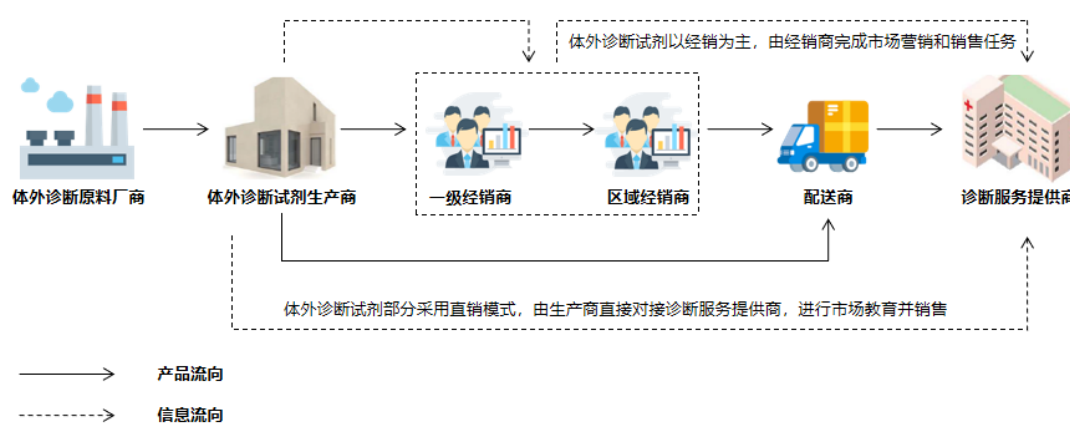 体外诊断试剂以经销为主，由经销商完成市场营销和销售任务
体外诊断原料厂商
体外诊断试剂生产商
一级经销商
区域经销商
配送商
诊断服务提供商
体外诊断试剂部分采用直销模式，由生产商直接对接诊断服务提供商，进行市场教育并销售
产品流向
信息流向